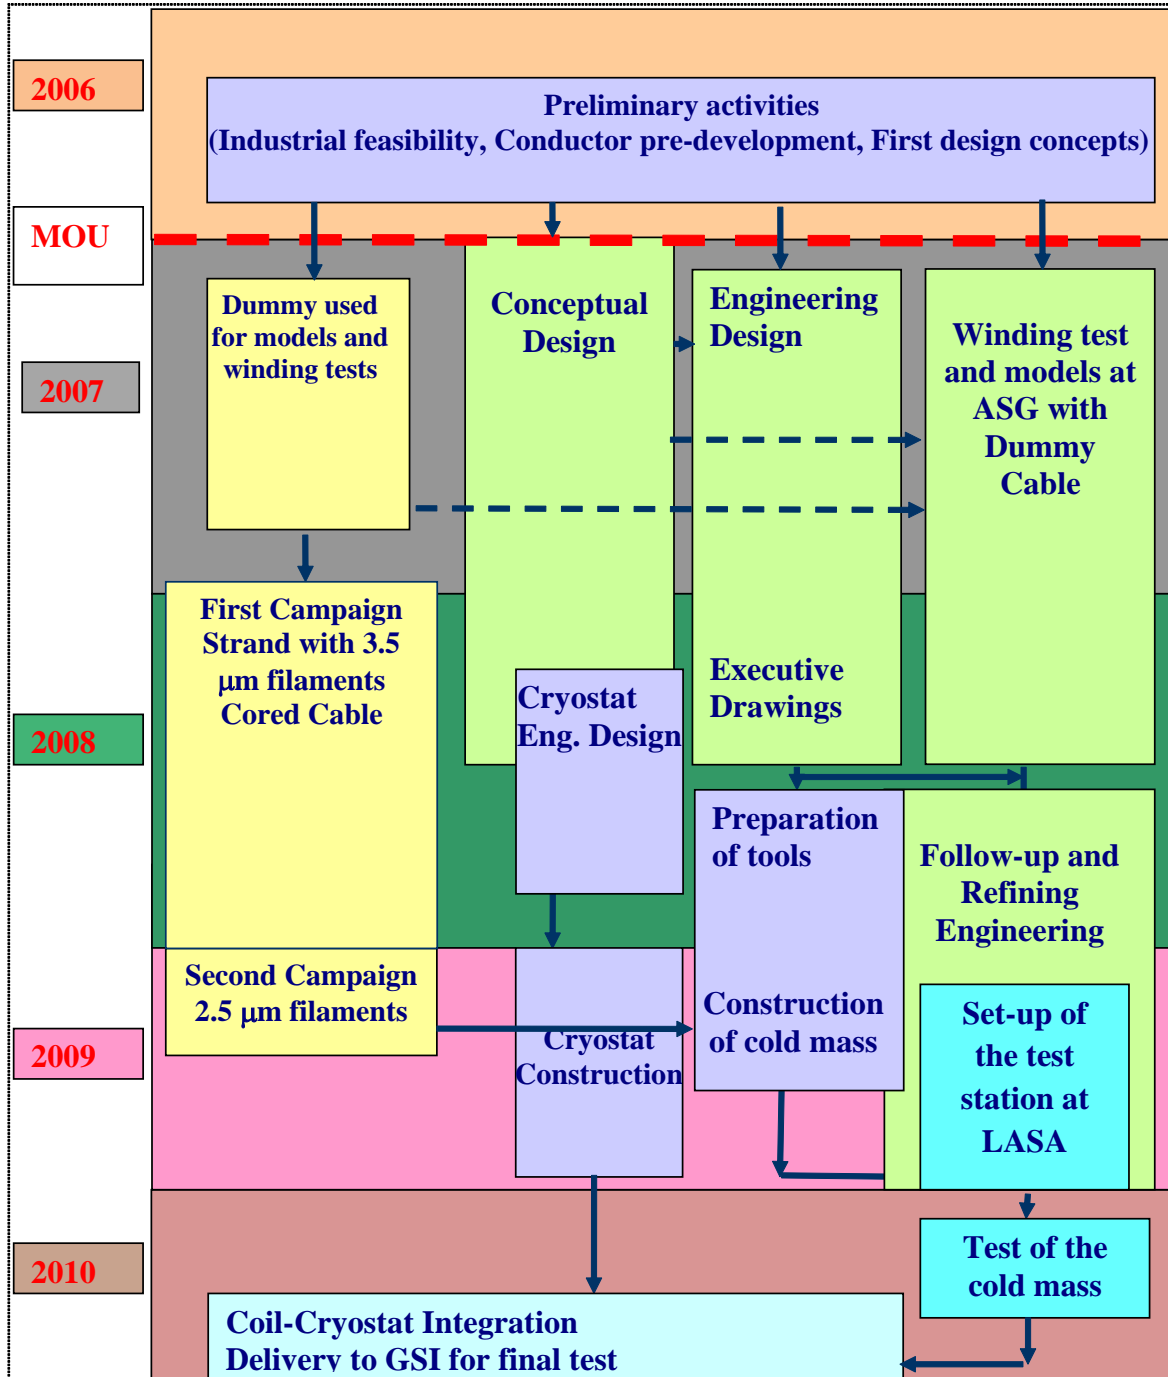 2006
Preliminary activities
(Industrial feasibility, Conductor pre-development, First design concepts)
MOU
Dummy used
for models and
winding tests
Conceptual
Design
Engineering
Design
Winding test
and models at
ASG with
Dummy
Cable
2007
First Campaign
Strand with 3.5
μm filaments
Cored Cable
Executive
Drawings
Cryostat
Eng. Design
2008
Preparation
of tools
Follow-up and
Refining
Engineering
Second Campaign
2.5 μm filaments
Construction
of cold mass
Set-up of
the test
station at
LASA
2009
Cryostat
Construction
2010
Test of the
cold mass
Coil-Cryostat Integration
Delivery to GSI for final test